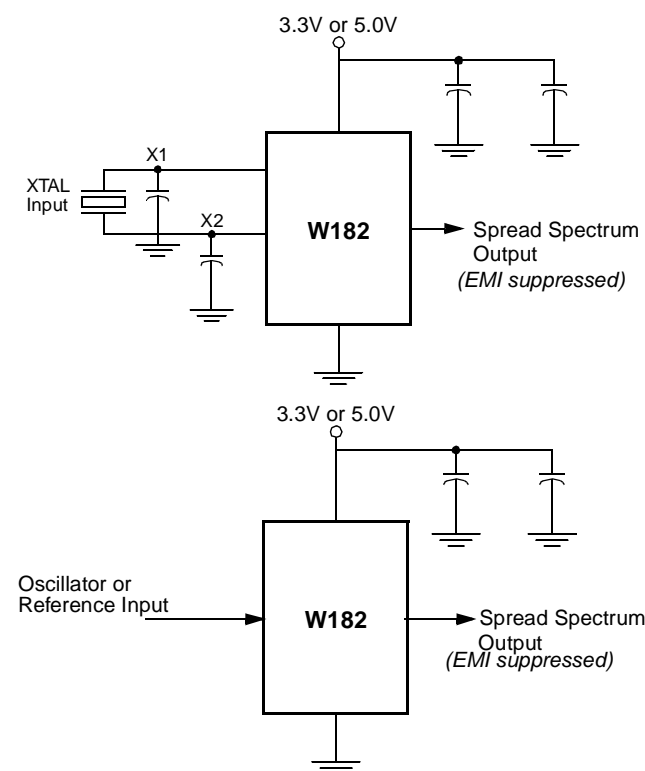 3.3V or 5.0V
X1
XTAL
Input
X2
W182
Spread Spectrum
Output
(EMI suppressed)
3.3V or 5.0V
Oscillator or
Reference Input
W182
Spread Spectrum
Output
(EMI suppressed)